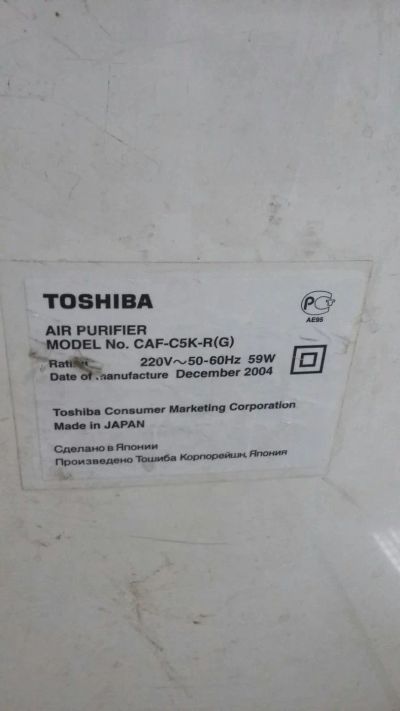 TOSHIBA
PCT
AE95
AIR PURIFIER
MODEL No. CAF-C5K-R(G)
220V～50-60Hz 59W
Date of manufacture December 2004
Toshiba Consumer Marketing Corporation
Made in JAPAN
Сделано в Японии
Произведено Тошиба Корпорейшн, Япония